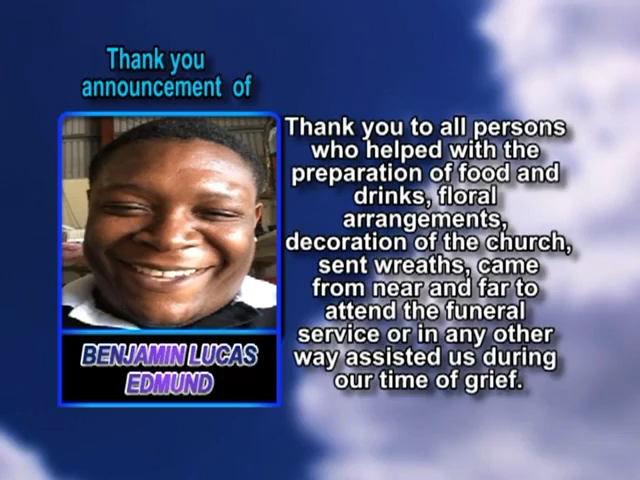 Thank you
announcement of
BENJAMIN LUCAS
EDMUND
Thank you to all persons
who helped with the
preparation of food and
drinks, floral
arrangements,
decoration of the church,
sent wreaths, came
from near and far to
attend the funeral
service or in any other
way assisted us during
our time of grief.